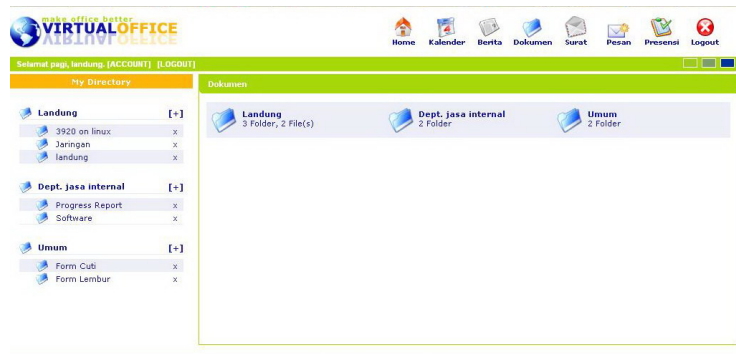 make office better
VIRTUALOFFICE
Home Kalender Berita Dokumen Surat Pesan Presensi Logout
Selamat pagi, landung. [ACCOUNT] [LOGOUT]
My Directory
Dokumen
Landung [+]
3920 on linux x
Jaringan x
landung x
Dept. jasa internal [+]
Progress Report x
Software x
Umum [+]
Form Cuti x
Form Lembur x
Landung
3 Folder, 2 File(s)
Dept. jasa internal
2 Folder
Umum
2 Folder